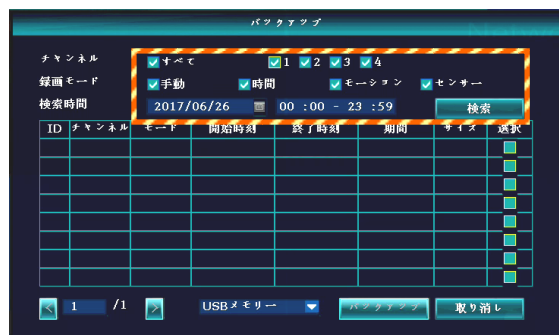 バックアップ
チャンネル すべて 1 2 3 4
録画モード 手動 時間 モーション センサー
検索時間 2017/06/26 00 :00 - 23 :59 検索
ID チャンネル モード 開始時刻 終了時刻 期間 サイズ 選択
1 /1 USBメモリー バックアップ 取り消し